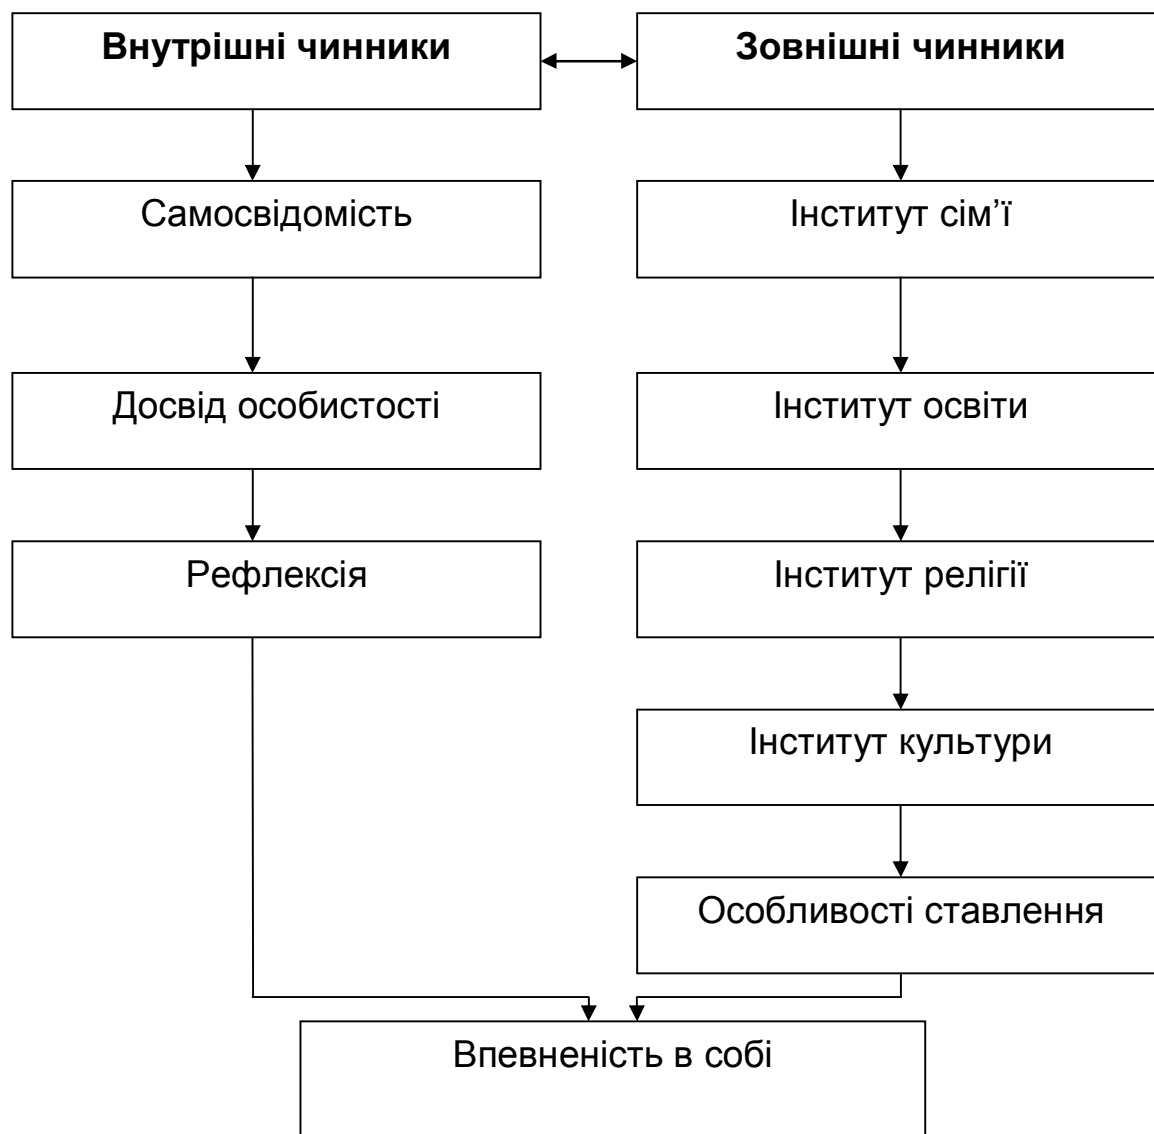 Внутрішні чинники
Зовнішні чинники
Самосвідомість
Інститут сім’ї
Досвід особистості
Інститут освіти
Рефлексія
Інститут релігії
Інститут культури
Особливості ставлення
Впевненість в собі